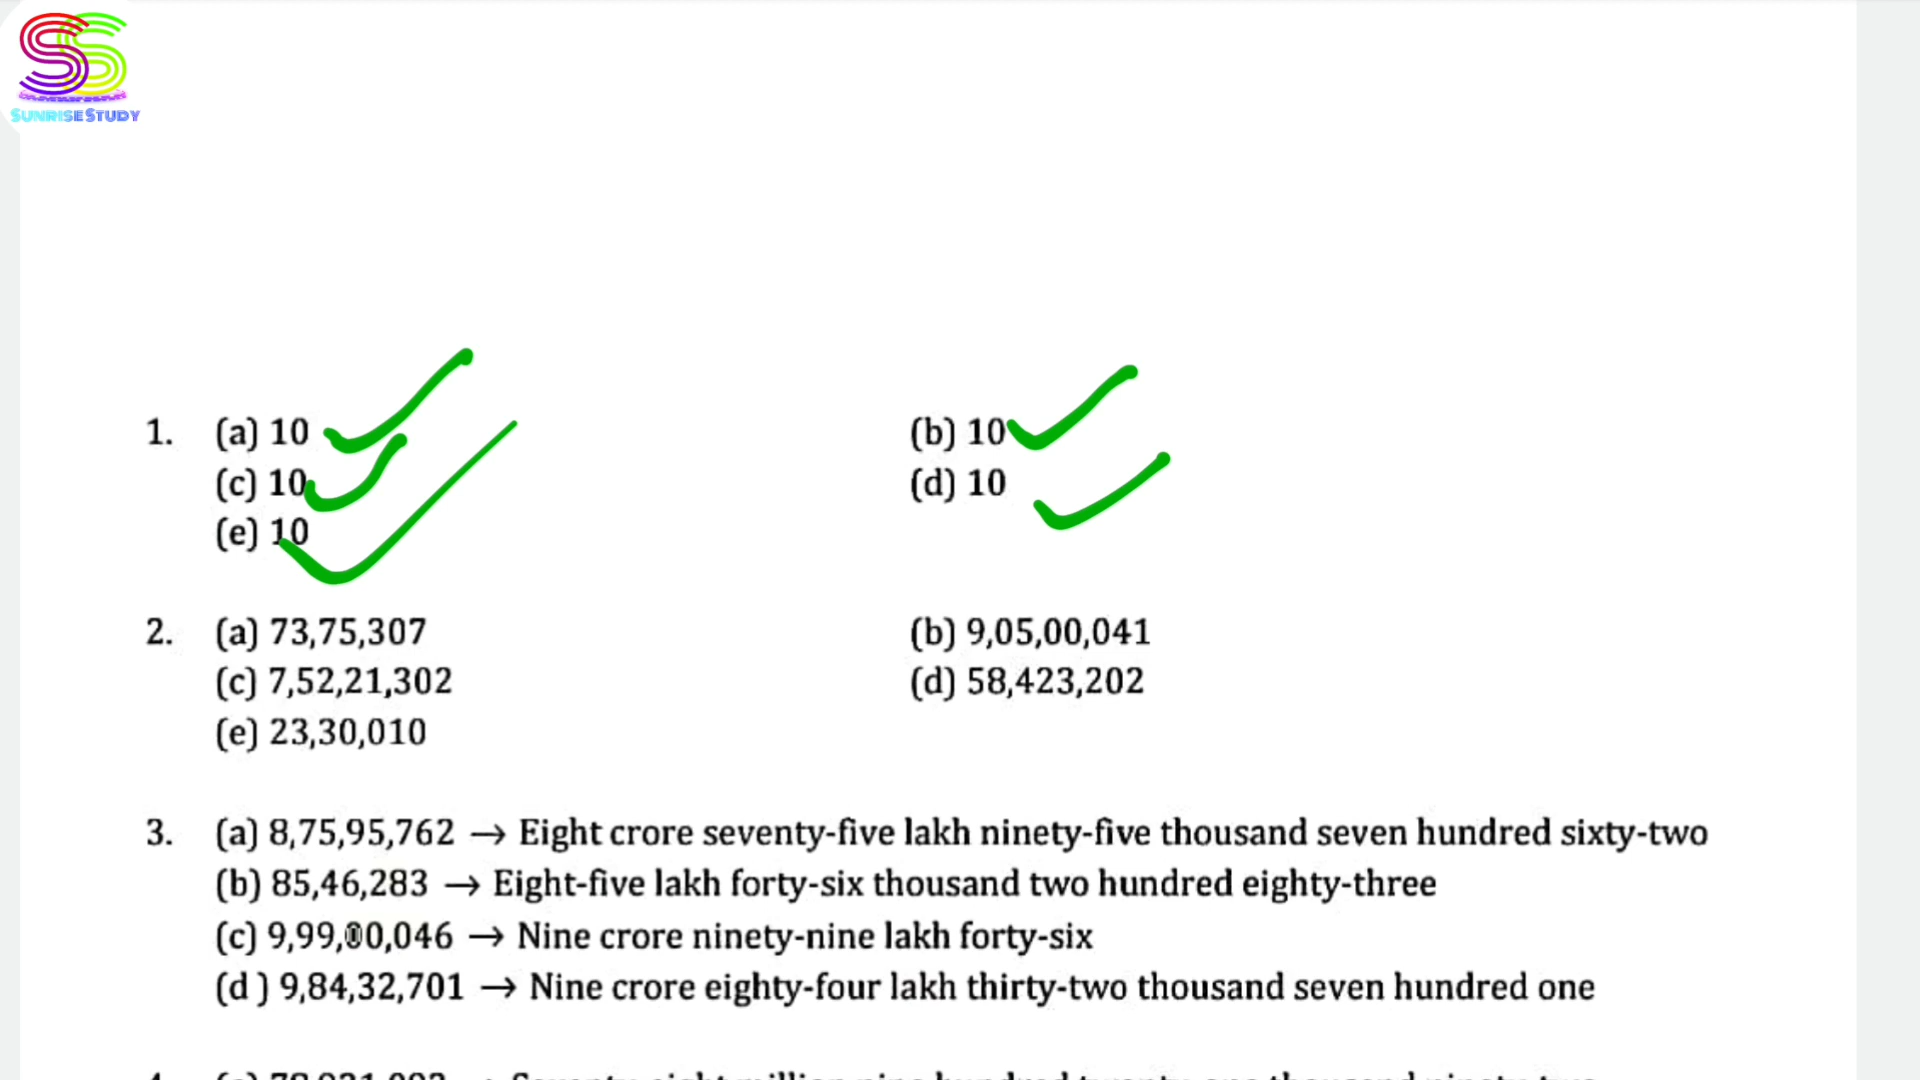 SUNRISE STUDY
1. (a) 10 (b) 10
(c) 10 (d) 10
(e) 10
2. (a) 73,75,307 (b) 9,05,00,041
(c) 7,52,21,302 (d) 58,423,202
(e) 23,30,010
3. (a) 8,75,95,762 → Eight crore seventy-five lakh ninety-five thousand seven hundred sixty-two
(b) 85,46,283 → Eight-five lakh forty-six thousand two hundred eighty-three
(c) 9,99,00,046 → Nine crore ninety-nine lakh forty-six
(d ) 9,84,32,701 → Nine crore eighty-four lakh thirty-two thousand seven hundred one